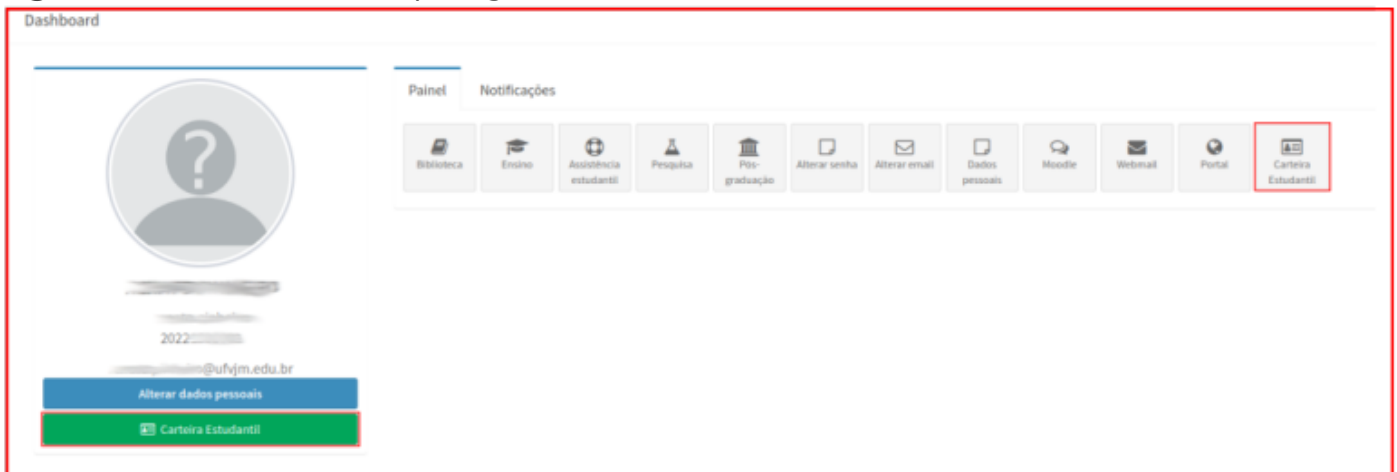 Dashboard
Painel Notificações
Biblioteca Ensino Assistência estudantil Pesquisa Pós-graduação Alterar senha Alterar email Dados pessoais Moodle Webmail Portal Carteira Estudantil
2022
@ufvjm.edu.br
Alterar dados pessoais
Carteira Estudantil